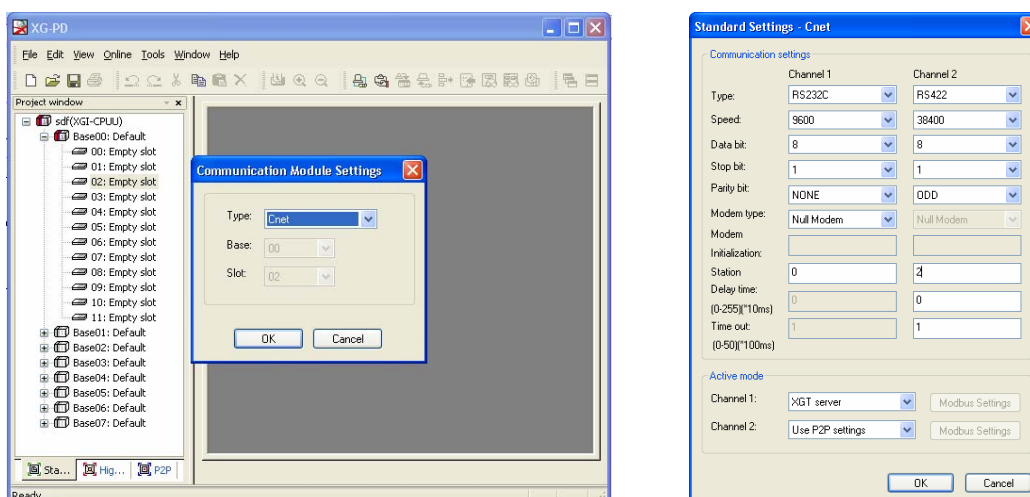 XG-PD
File Edit View Online Tools Window Help
Project window
sdf(XGI-CPUU)
Base00: Default
00: Empty slot
01: Empty slot
02: Empty slot
03: Empty slot
04: Empty slot
05: Empty slot
06: Empty slot
07: Empty slot
08: Empty slot
09: Empty slot
10: Empty slot
11: Empty slot
Base01: Default
Base02: Default
Base03: Default
Base04: Default
Base05: Default
Base06: Default
Base07: Default
Sta... Hig... P2P
Ready
Communication Module Settings
Type: Cnet
Base: 00
Slot: 02
OK Cancel
Standard Settings - Cnet
Communication settings
Channel 1 Channel 2
Type: RS232C RS422
Speed: 9600 38400
Data bit: 8 8
Stop bit: 1 1
Parity bit: NONE ODD
Modem type: Null Modem Null Modem
Modem
Initialization:
Station 0 2
Delay time:
(0-255)(*10ms) 0 0
Time out: 1 1
(0-50)(*100ms)
Active mode
Channel 1: XGT server Modbus Settings
Channel 2: Use P2P settings Modbus Settings
OK Cancel